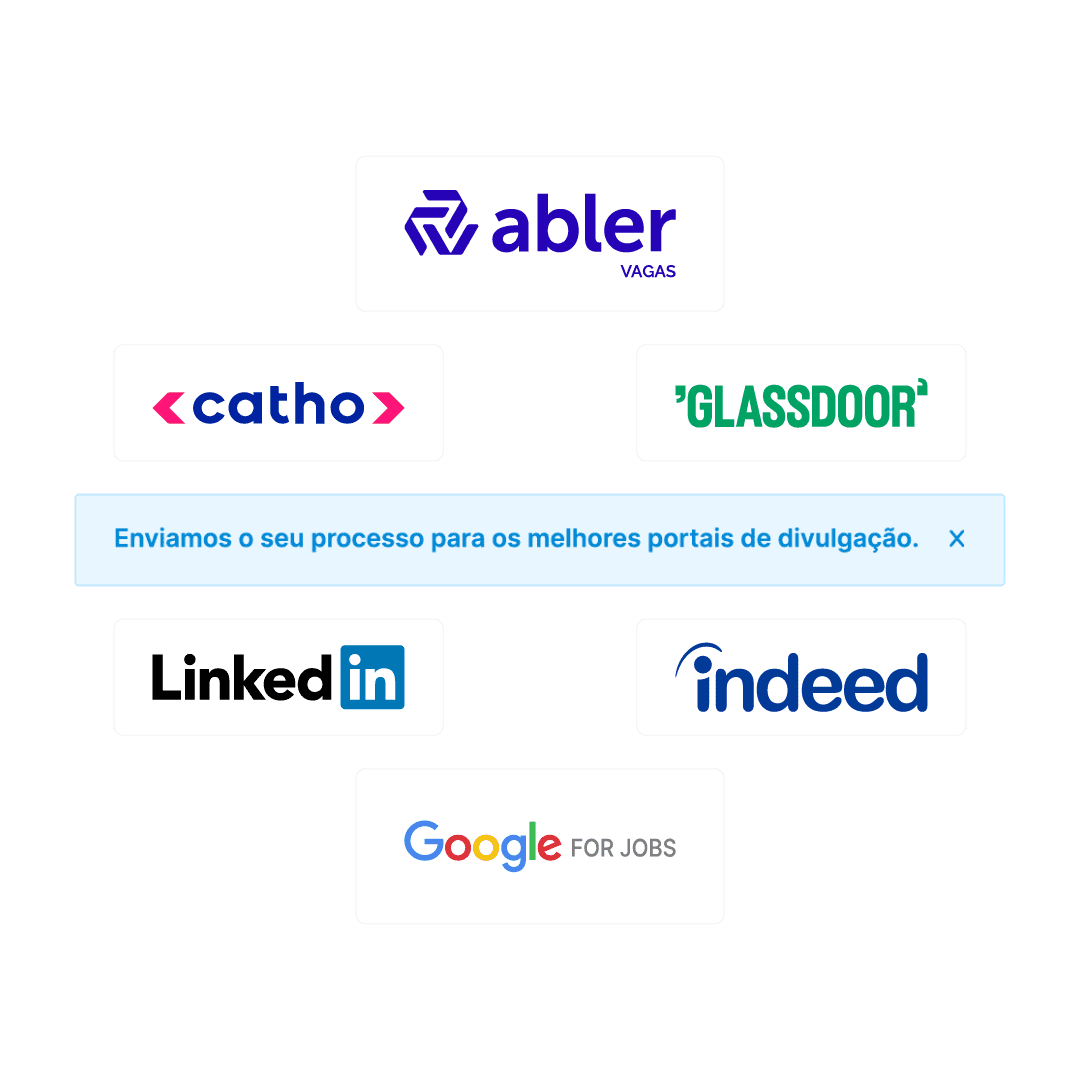 abler
VAGAS
catho
GLASSDOOR
Enviamos o seu processo para os melhores portais de divulgação. ×
Linkedin
indeed
Google FOR JOBS